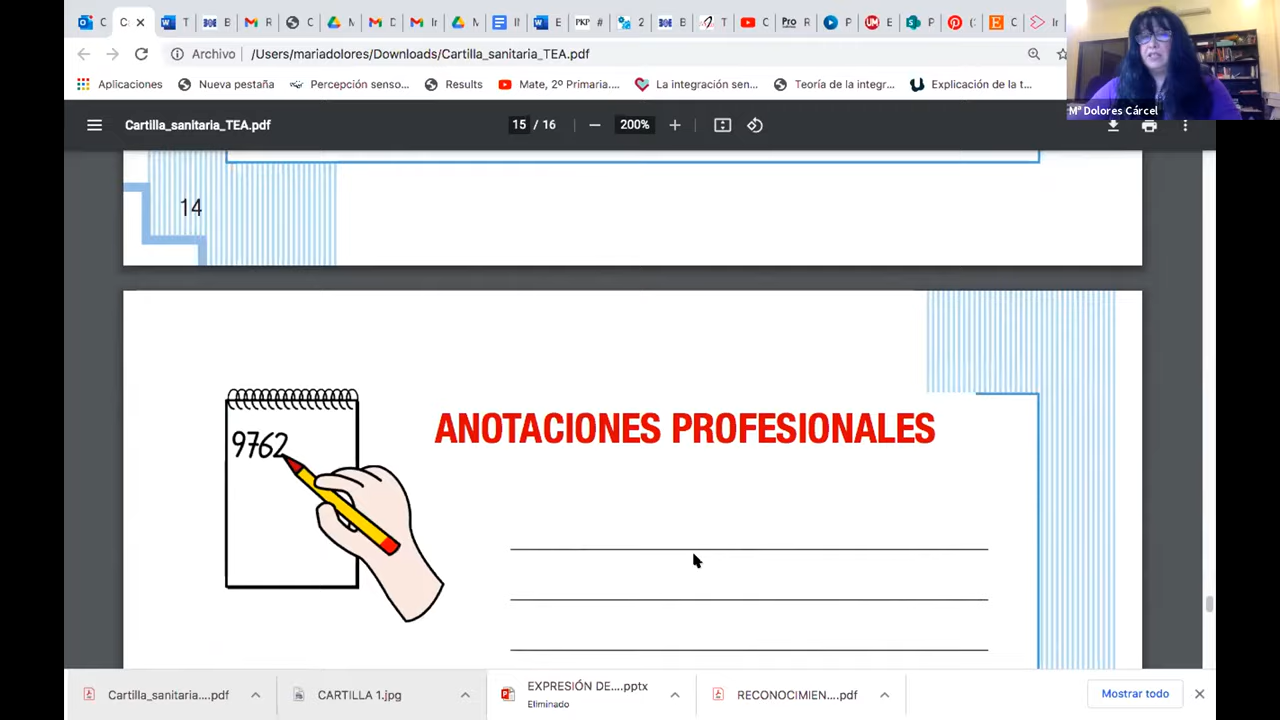 Archivo
/Users/mariadolores/Downloads/Cartilla_sanitaria_TEA.pdf
Aplicaciones
Nueva pestaña
Percepción senso...
Results
Mate, 2º Primaria....
La integración sen...
Teoría de la integr...
Explicación de la t...
Mª Dolores Cárcel
Cartilla_sanitaria_TEA.pdf
15 / 16
200%
14
9762
ANOTACIONES PROFESIONALES
Cartilla_sanitaria....pdf
CARTILLA 1.jpg
EXPRESIÓN DE....pptx
Eliminado
RECONOCIMIEN....pdf
Mostrar todo